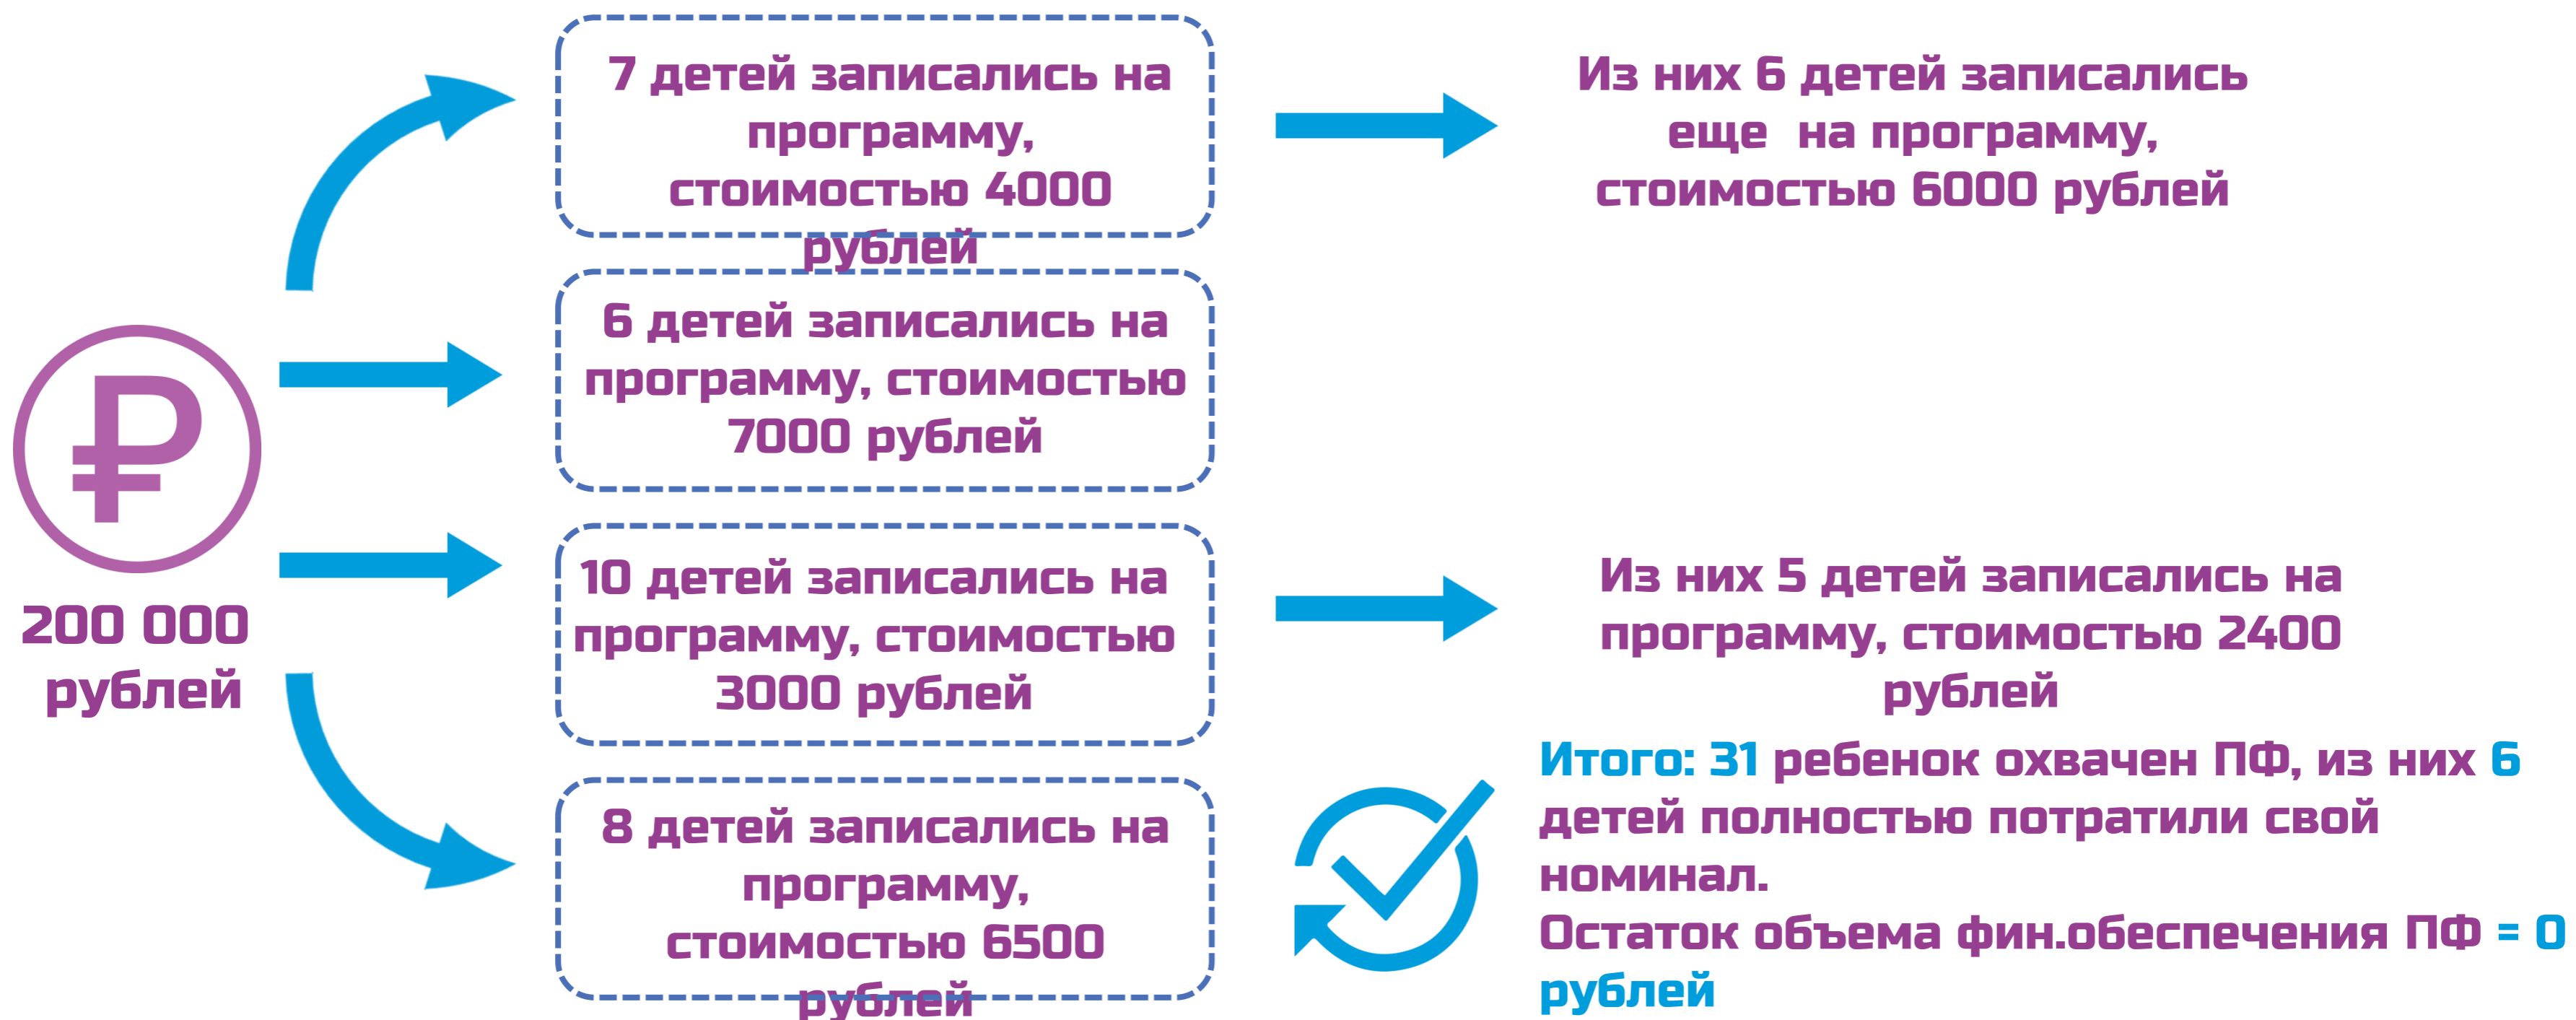 200 000
рублей
7 детей записались на
программу,
стоимостью 4000
рублей
Из них 6 детей записались
еще  на программу,
стоимостью 6000 рублей
6 детей записались на
программу, стоимостью
7000 рублей
10 детей записались на
программу, стоимостью
3000 рублей
Из них 5 детей записались на
программу, стоимостью 2400
рублей
8 детей записались на
программу,
стоимостью 6500
рублей
Итого: 31 ребенок охвачен ПФ, из них 6
детей полностью потратили свой
номинал.
Остаток объема фин.обеспечения ПФ = 0
рублей